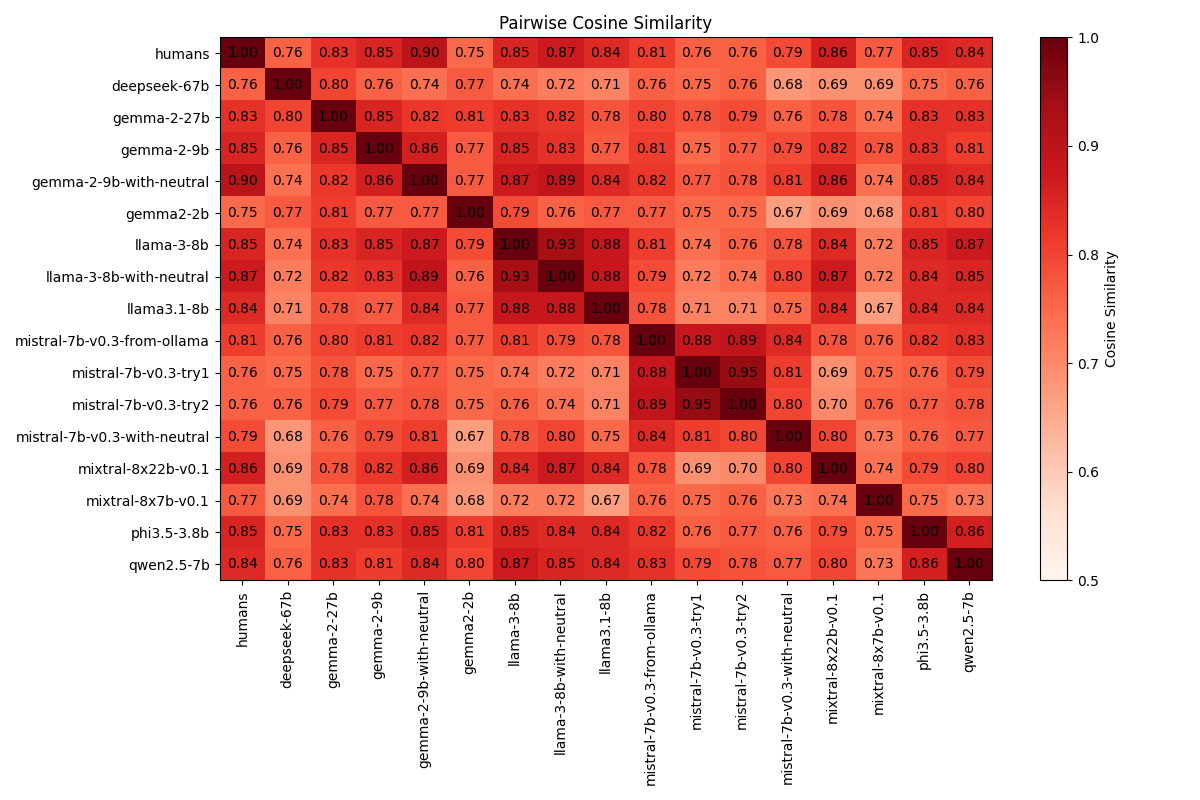 Pairwise Cosine Similarity
humans 1.00 0.76 0.83 0.85 0.90 0.75 0.85 0.87 0.84 0.81 0.76 0.76 0.79 0.86 0.77 0.85 0.84
deepseek-67b 0.76 1.00 0.80 0.76 0.74 0.77 0.74 0.72 0.71 0.76 0.75 0.76 0.68 0.69 0.69 0.75 0.76
gemma-2-27b 0.83 0.80 1.00 0.85 0.82 0.81 0.83 0.82 0.78 0.80 0.78 0.79 0.76 0.78 0.74 0.83 0.83
gemma-2-9b 0.85 0.76 0.85 1.00 0.86 0.77 0.85 0.83 0.77 0.81 0.75 0.77 0.79 0.82 0.78 0.83 0.81
gemma-2-9b-with-neutral 0.90 0.74 0.82 0.86 1.00 0.77 0.87 0.89 0.84 0.82 0.77 0.78 0.81 0.86 0.74 0.85 0.84
gemma2-2b 0.75 0.77 0.81 0.77 0.77 1.00 0.79 0.76 0.77 0.77 0.75 0.75 0.67 0.69 0.68 0.81 0.80
llama-3-8b 0.85 0.74 0.83 0.85 0.87 0.79 1.00 0.93 0.88 0.81 0.74 0.76 0.78 0.84 0.72 0.85 0.87
llama-3-8b-with-neutral 0.87 0.72 0.82 0.83 0.89 0.76 0.93 1.00 0.88 0.79 0.72 0.74 0.80 0.87 0.72 0.84 0.85
llama3.1-8b 0.84 0.71 0.78 0.77 0.84 0.77 0.88 0.88 1.00 0.78 0.71 0.71 0.75 0.84 0.67 0.84 0.84
mistral-7b-v0.3-from-ollama 0.81 0.76 0.80 0.81 0.82 0.77 0.81 0.79 0.78 1.00 0.88 0.89 0.84 0.78 0.76 0.82 0.83
mistral-7b-v0.3-try1 0.76 0.75 0.78 0.75 0.77 0.75 0.74 0.72 0.71 0.88 1.00 0.95 0.81 0.69 0.75 0.76 0.79
mistral-7b-v0.3-try2 0.76 0.76 0.79 0.77 0.78 0.75 0.76 0.74 0.71 0.89 0.95 1.00 0.80 0.70 0.76 0.77 0.78
mistral-7b-v0.3-with-neutral 0.79 0.68 0.76 0.79 0.81 0.67 0.78 0.80 0.75 0.84 0.81 0.80 1.00 0.80 0.73 0.76 0.77
mixtral-8x22b-v0.1 0.86 0.69 0.78 0.82 0.86 0.69 0.84 0.87 0.84 0.78 0.69 0.70 0.80 1.00 0.74 0.79 0.80
mixtral-8x7b-v0.1 0.77 0.69 0.74 0.78 0.74 0.68 0.72 0.72 0.67 0.76 0.75 0.76 0.73 0.74 1.00 0.75 0.73
phi3.5-3.8b 0.85 0.75 0.83 0.83 0.85 0.81 0.85 0.84 0.84 0.82 0.76 0.77 0.76 0.79 0.75 1.00 0.86
qwen2.5-7b 0.84 0.76 0.83 0.81 0.84 0.80 0.87 0.85 0.84 0.83 0.79 0.78 0.77 0.80 0.73 0.86 1.00
humans
deepseek-67b
gemma-2-27b
gemma-2-9b
gemma-2-9b-with-neutral
gemma2-2b
llama-3-8b
llama-3-8b-with-neutral
llama3.1-8b
mistral-7b-v0.3-from-ollama
mistral-7b-v0.3-try1
mistral-7b-v0.3-try2
mistral-7b-v0.3-with-neutral
mixtral-8x22b-v0.1
mixtral-8x7b-v0.1
phi3.5-3.8b
qwen2.5-7b
1.0
0.9
0.8
0.7
0.6
0.5
Cosine Similarity